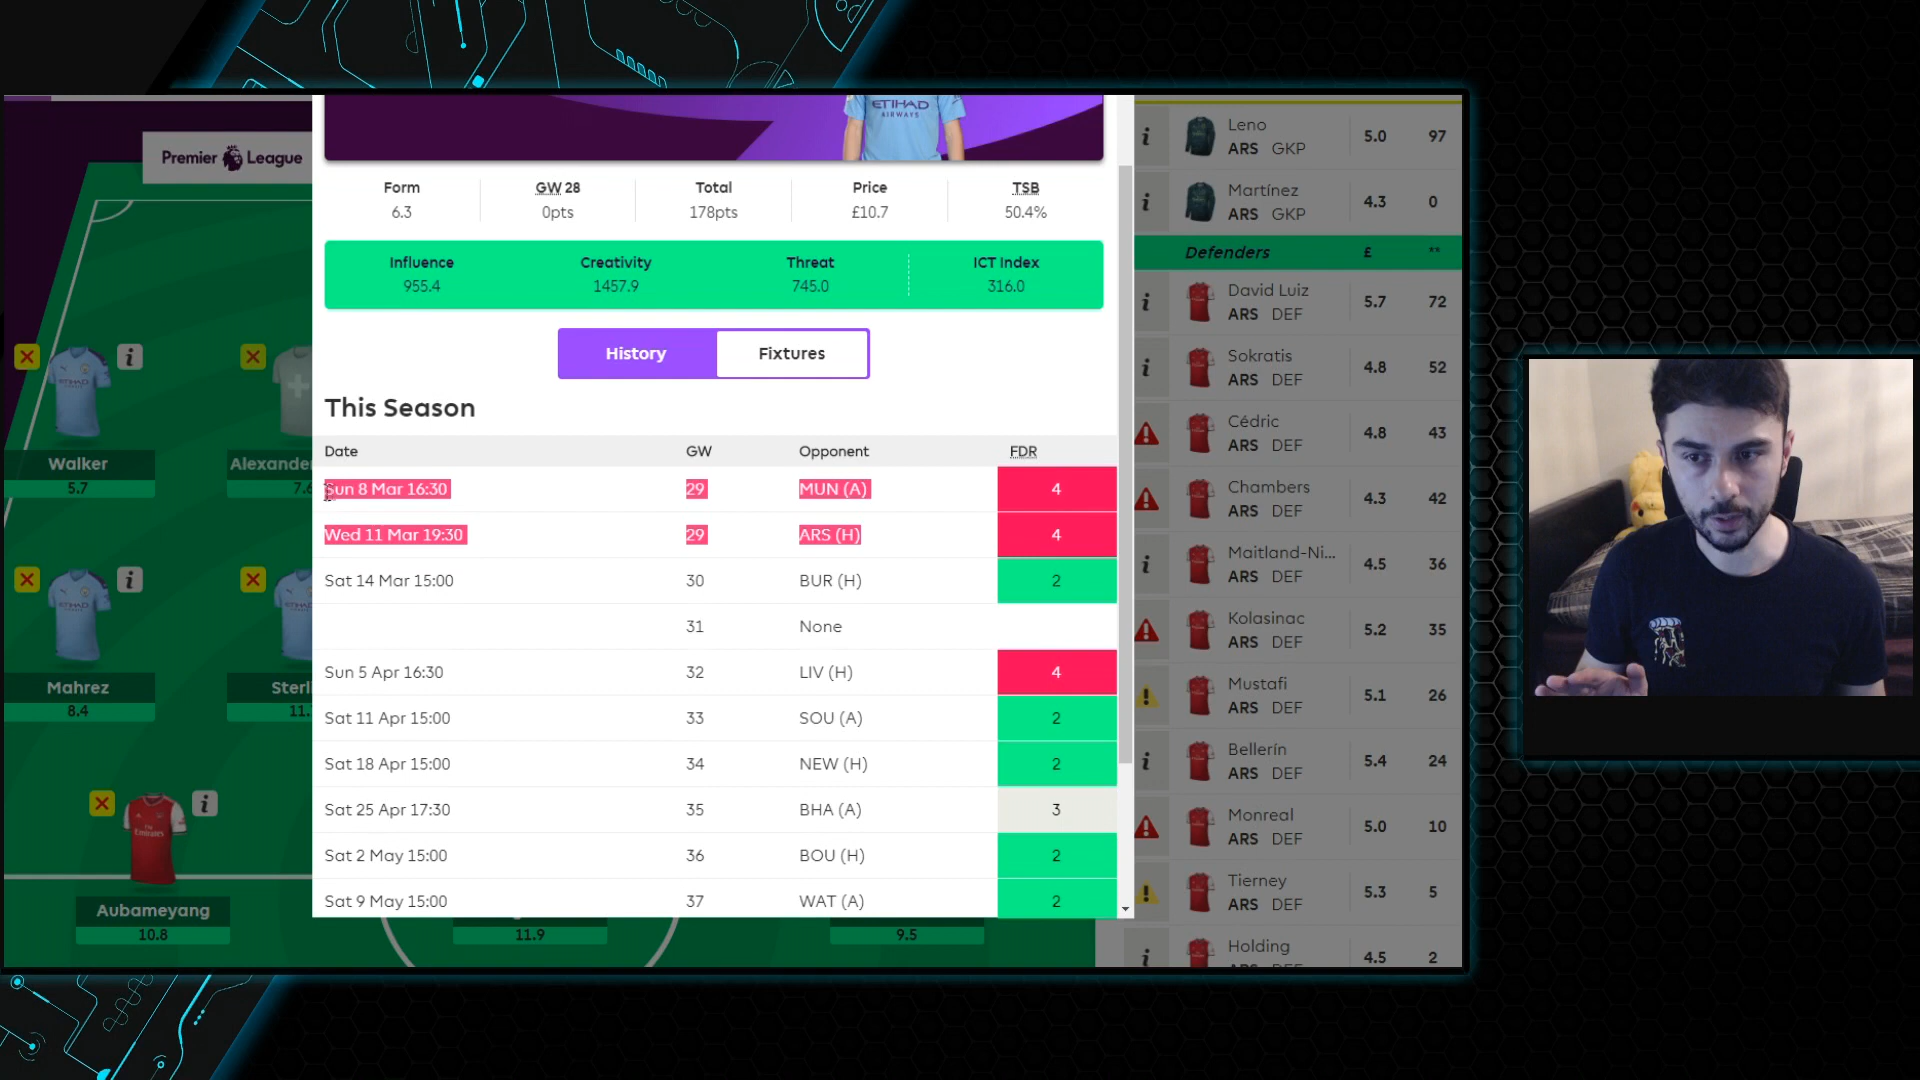 Premier League
ETIHAD
AIRWAYS
Form
6.3
GW 28
0pts
Total
178pts
Price
£10.7
TSB
50.4%
Influence
955.4
Creativity
1457.9
Threat
745.0
ICT Index
316.0
History
Fixtures
This Season
Date GW Opponent FDR
Sun 8 Mar 16:30 29 MUN (A) 4
Wed 11 Mar 19:30 29 ARS (H) 4
Sat 14 Mar 15:00 30 BUR (H) 2
31 None
Sun 5 Apr 16:30 32 LIV (H) 4
Sat 11 Apr 15:00 33 SOU (A) 2
Sat 18 Apr 15:00 34 NEW (H) 2
Sat 25 Apr 17:30 35 BHA (A) 3
Sat 2 May 15:00 36 BOU (H) 2
Sat 9 May 15:00 37 WAT (A) 2
Walker
5.7
Mahrez
8.4
Aubameyang
10.8
11.9
9.5
Leno
ARS GKP 5.0 97
Martínez
ARS GKP 4.3 0
Defenders £ **
David Luiz
ARS DEF 5.7 72
Sokratis
ARS DEF 4.8 52
Cédric
ARS DEF 4.8 43
Chambers
ARS DEF 4.3 42
Maitland-Ni...
ARS DEF 4.5 36
Kolasinac
ARS DEF 5.2 35
Mustafi
ARS DEF 5.1 26
Bellerín
ARS DEF 5.4 24
Monreal
ARS DEF 5.0 10
Tierney
ARS DEF 5.3 5
Holding
4.5 2